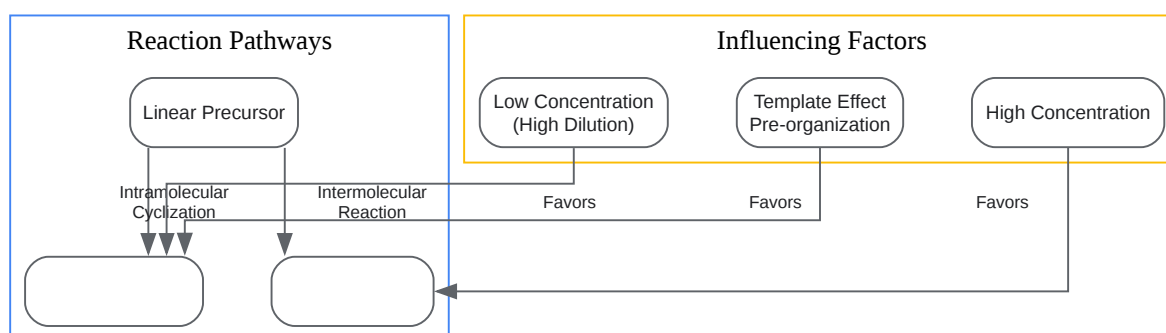 Reaction Pathways
Influencing Factors
Linear Precursor
Low Concentration
(High Dilution)
Template Effect
Pre-organization
High Concentration
Intramolecular
Cyclization
Intermolecular
Reaction
Favors
Favors
Favors